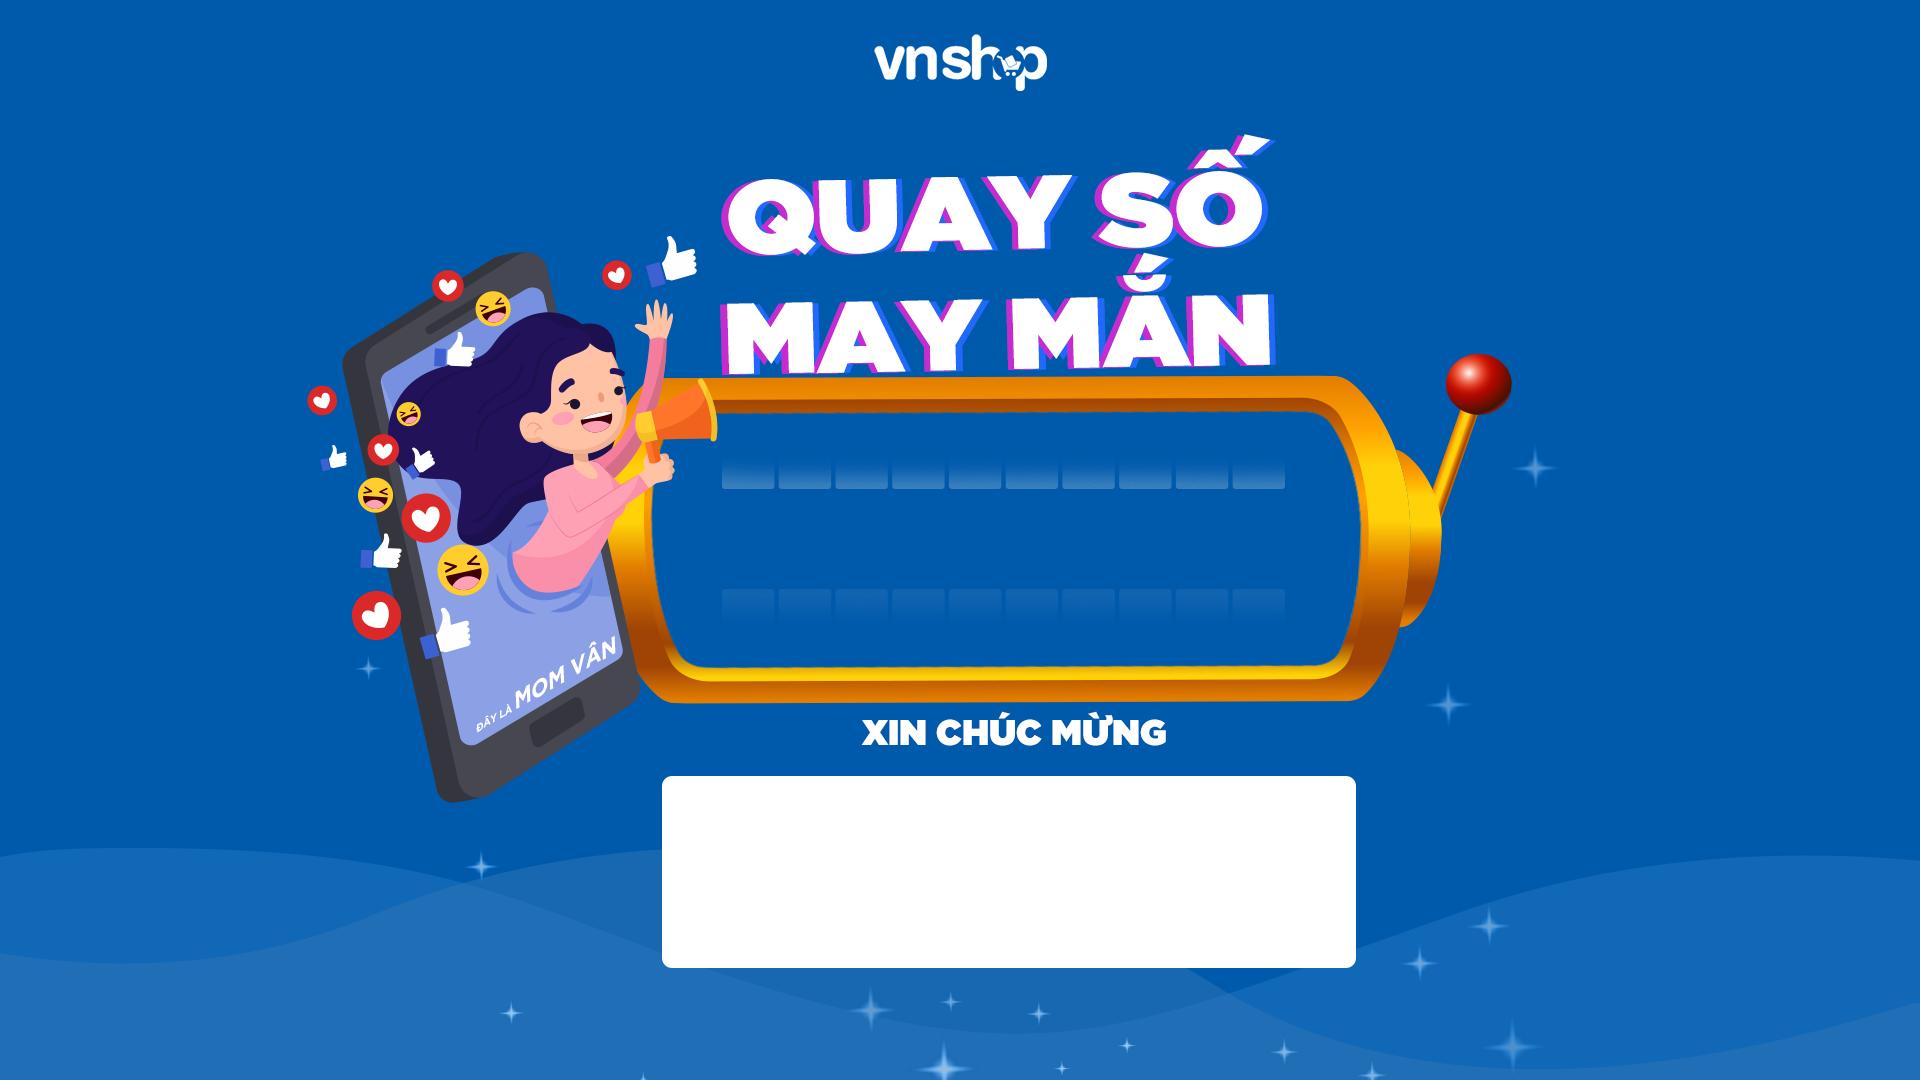 vnshop
QUAY SỐ
MAY MẮN
ĐÂY LÀ MOM VÂN
XIN CHÚC MỪNG